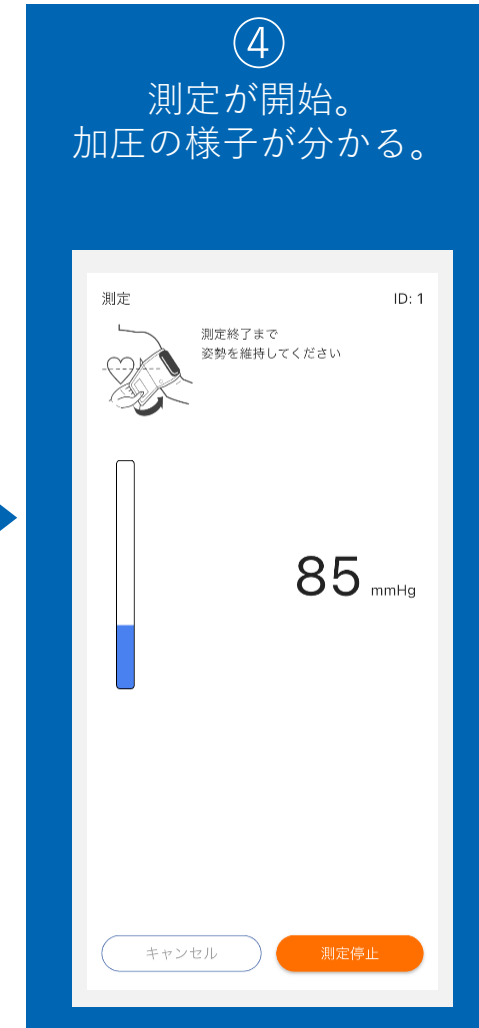 ④
測定が開始。
加圧の様子が分かる。
測定
ID: 1
測定終了まで
姿勢を維持してください
85 mmHg
キャンセル
測定停止